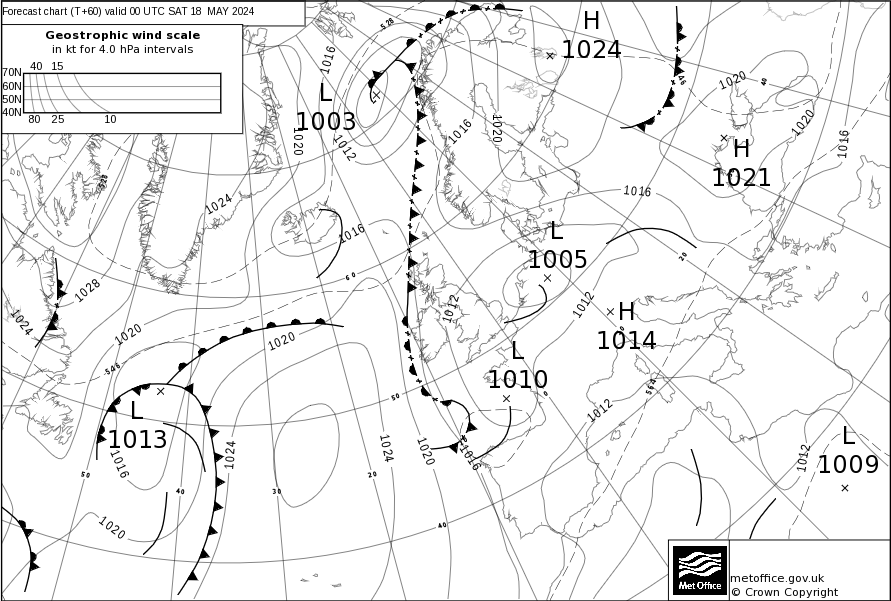 Forecast chart (T+60) valid 00 UTC SAT 18 MAY 2024
Geostrophic wind scale
in kt for 4.0 hPa intervals
40 15
70N
60N
50N
40N
80 25 10
528
H
1024
1016
L
1003
1020
1012
1016
1020
1020
40
1020
1016
H
1021
528
1024
1016
1016
L
1005
20
60
1028
1024
1012
1012
H
1014
1020
1020
546
L
1010
564
50
0
1012
L
1013
1016
1024
1024
1020
1016
L
1009
1012
50
40
30
20
40
1020
Met Office
metoffice.gov.uk
© Crown Copyright